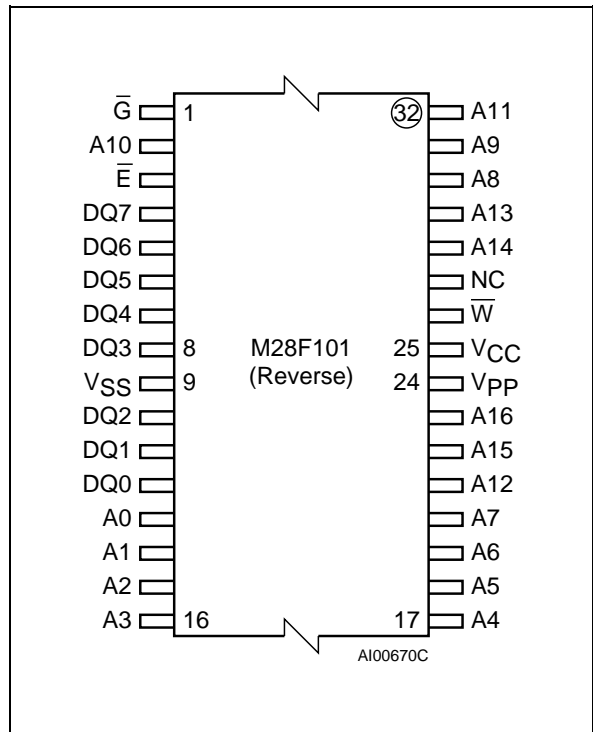 G̅ 1 32 A11
A10 A9
E̅ A8
DQ7 A13
DQ6 A14
DQ5 NC
DQ4 W̅
DQ3 8 M28F101 25 VCC
VSS 9 (Reverse) 24 VPP
DQ2 A16
DQ1 A15
DQ0 A12
A0 A7
A1 A6
A2 A5
A3 16 17 A4
AI00670C